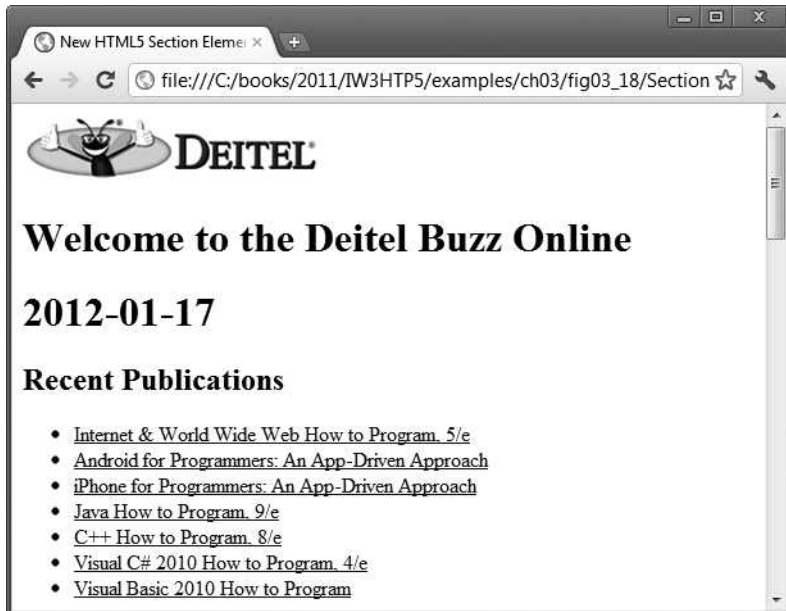 New HTML5 Section Eleme
file:///C:/books/2011/IW3HTP5/examples/ch03/fig03_18/Section
DEITEL®
Welcome to the Deitel Buzz Online
2012-01-17
Recent Publications
• Internet & World Wide Web How to Program, 5/e
• Android for Programmers: An App-Driven Approach
• iPhone for Programmers: An App-Driven Approach
• Java How to Program, 9/e
• C++ How to Program, 8/e
• Visual C# 2010 How to Program, 4/e
• Visual Basic 2010 How to Program